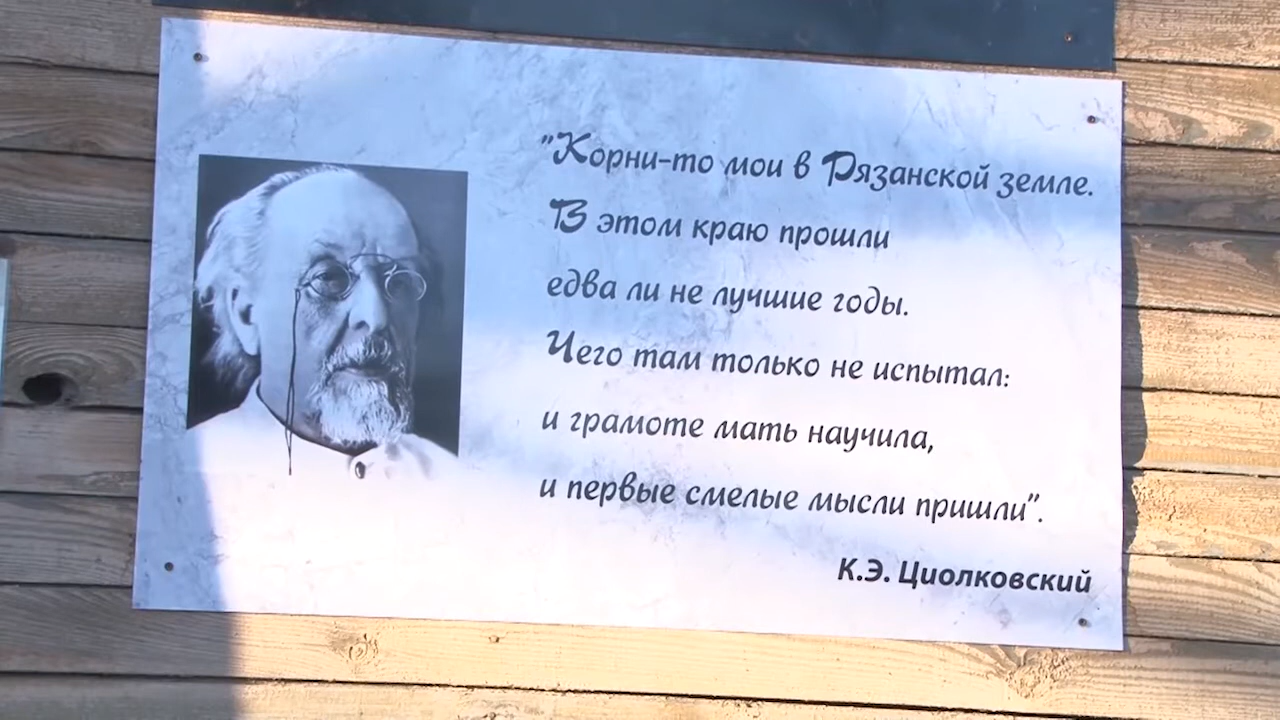 "Корни-то мои в Рязанской земле.
В этом краю прошли
едва ли не лучшие годы.
Чего там только не испытал:
и грамоте мать научила,
и первые смелые мысли пришли".
К.Э. Циолковский